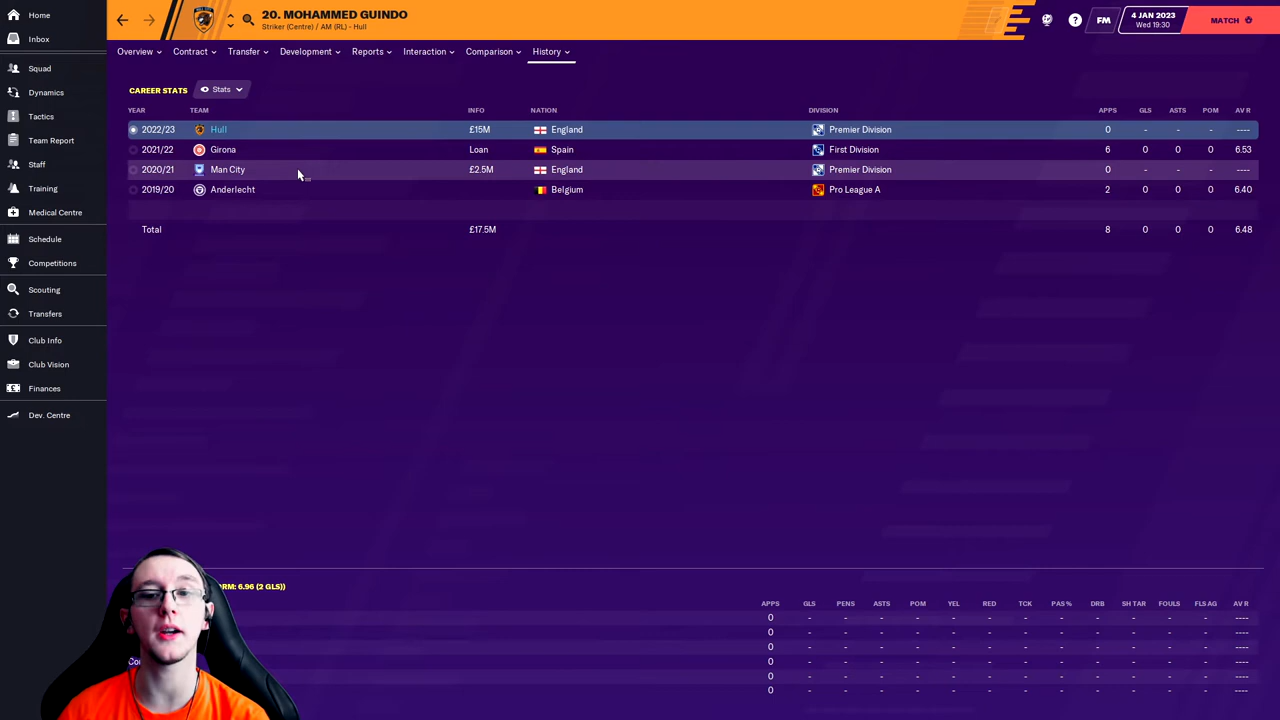 Home
Inbox
Squad
Dynamics
Tactics
Team Report
Staff
Training
Medical Centre
Schedule
Competitions
Scouting
Transfers
Club Info
Club Vision
Finances
Dev. Centre
20. MOHAMMED GUINDO
Striker (Centre) / AM (RL) - Hull
? FM 4 JAN 2023 MATCH
Wed 19:30
Overview Contract Transfer Development Reports Interaction Comparison History
CAREER STATS Stats
YEAR TEAM INFO NATION DIVISION APPS GLS ASTS POM AV R
2022/23 Hull £15M England Premier Division 0 - - - ----
2021/22 Girona Loan Spain First Division 6 0 0 0 6.53
2020/21 Man City £2.5M England Premier Division 0 - - - ----
2019/20 Anderlecht Belgium Pro League A 2 0 0 0 6.40
Total £17.5M 8 0 0 0 6.48
6.96 (2 GLS))
APPS GLS PENS ASTS POM YEL RED TCK PAS % DRB SH TAR FOULS FLS AG AV R
0 - - - - - - - - - - - - ----
0 - - - - - - - - - - - - ----
0 - - - - - - - - - - - - ----
0 - - - - - - - - - - - - ----
0 - - - - - - - - - - - - ----
0 - - - - - - - - - - - - ----